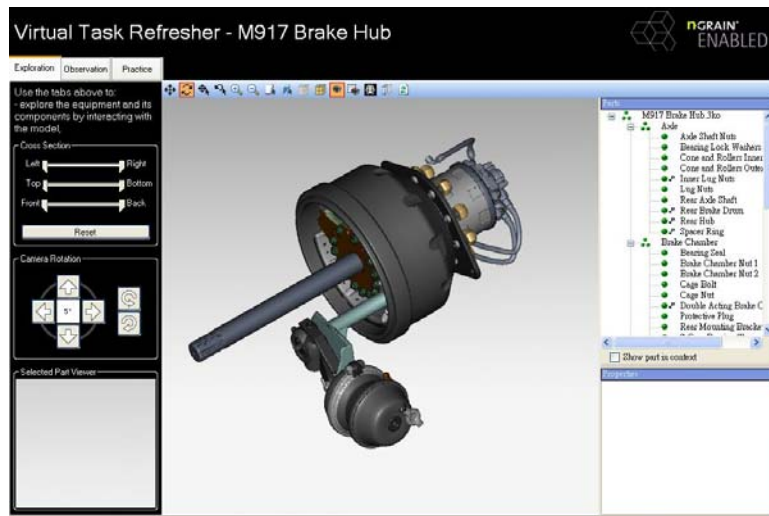 Virtual Task Refresher - M917 Brake Hub
NGRAIN
ENABLED
Exploration Observation Practice
Use the tabs above to:
- explore the equipment and its
components by interacting with
the model.
Cross Section
Left Right
Top Bottom
Front Back
Reset
Camera Rotation
5°
Selected Part Viewer
Parts
M917 Brake Hub.3ko
Axle
Axle Shaft Nuts
Bearing Lock Washers
Cone and Rollers Inner
Cone and Rollers Oute
Inner Lug Nuts
Lug Nuts
Rear Axle Shaft
Rear Brake Drum
Rear Hub
Spacer Ring
Brake Chamber
Bearing Seal
Brake Chamber Nut 1
Brake Chamber Nut 2
Cage Bolt
Cage Nut
Double Acting Brake C
Protective Plug
Rear Mounting Bracke
Show part in context
Properties